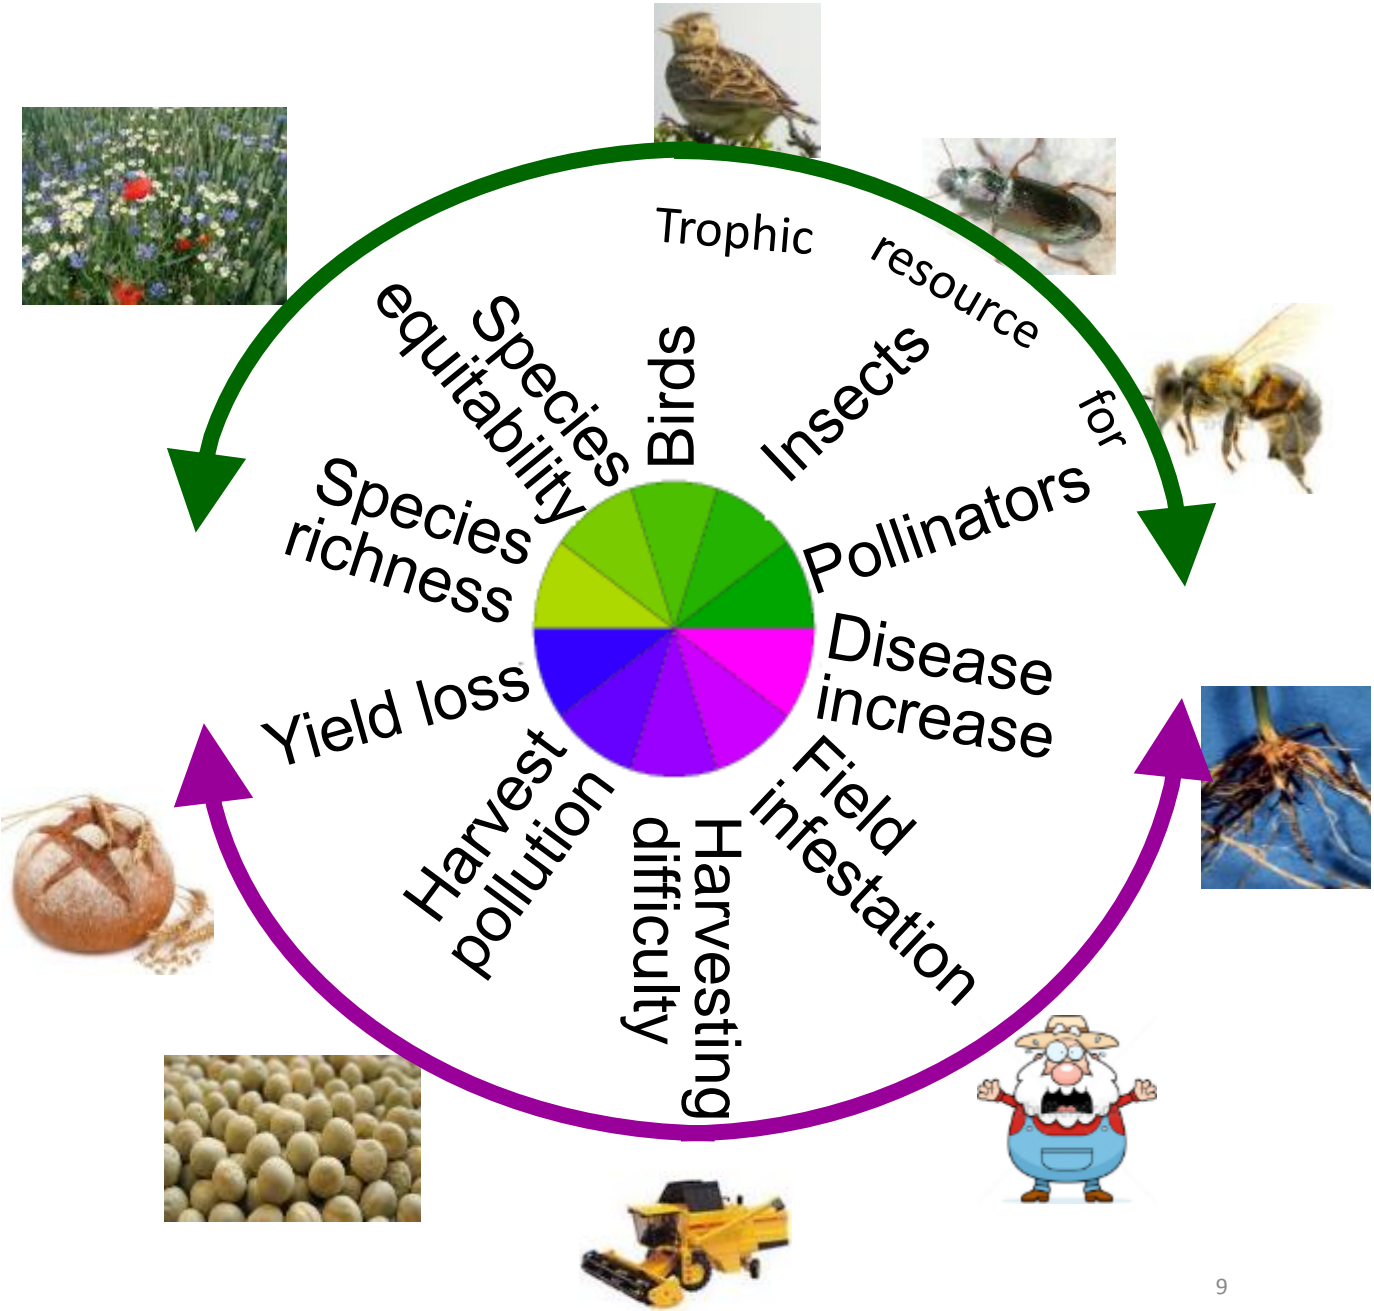 Trophic resource for
Species
equitability
Birds
Insects
Pollinators
Species
richness
Disease
increase
Yield loss
Field
infestation
Harvest
pollution
Harvesting
difficulty
9